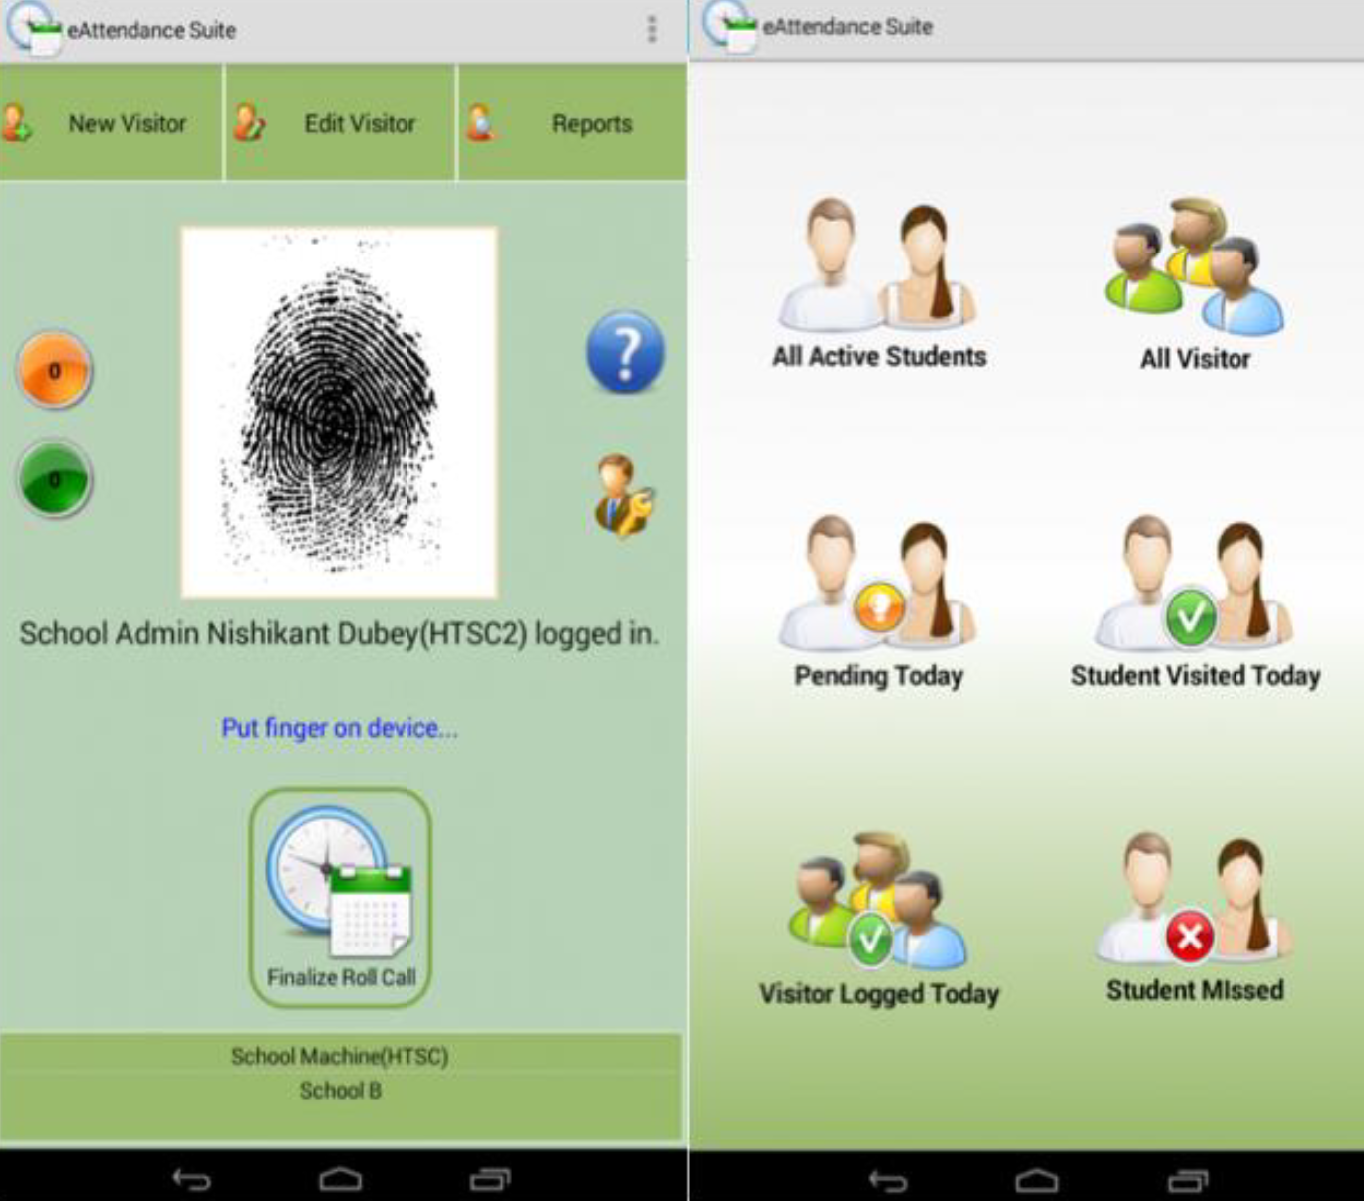 eAttendance Suite
New Visitor
Edit Visitor
Reports
0
?
0
School Admin Nishikant Dubey(HTSC2) logged in.
Put finger on device...
Finalize Roll Call
School Machine(HTSC)
School B
eAttendance Suite
All Active Students
All Visitor
Pending Today
Student Visited Today
Visitor Logged Today
Student MIssed